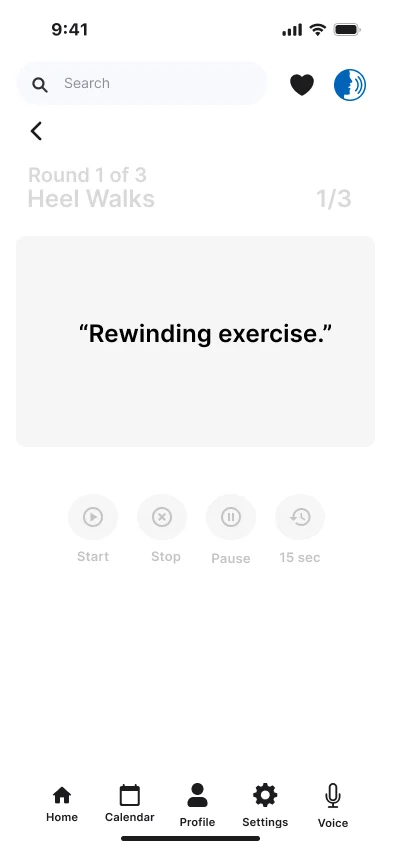 9:41
Search
Round 1 of 3
Heel Walks 1/3
“Rewinding exercise.”
Start Stop Pause 15 sec
Home Calendar Profile Settings Voice